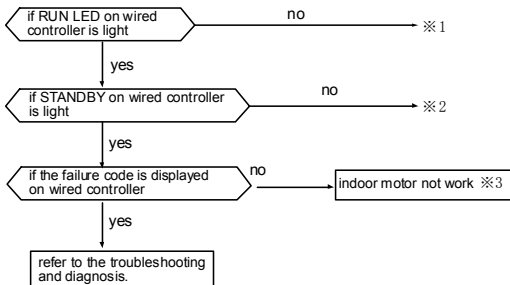 if RUN LED on wired
controller is light
no
※1
yes
if STANDBY on wired controller
is light
no
※2
yes
if the failure code is displayed
on wired controller
no
indoor motor not work ※3
yes
refer to the troubleshooting
and diagnosis.